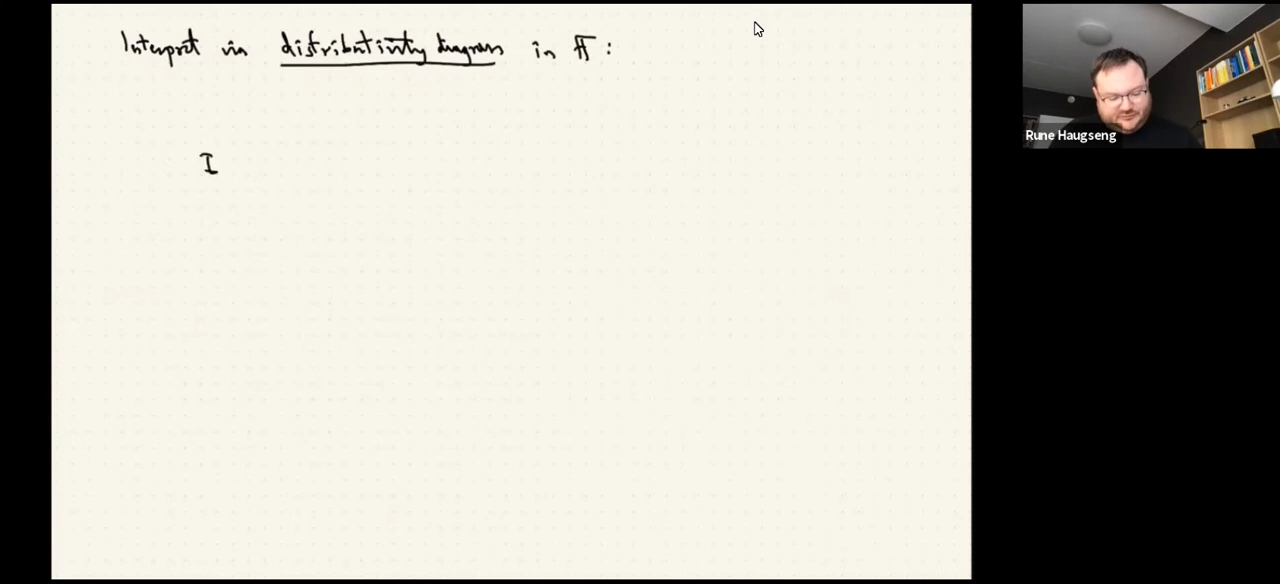 Interpret via distributivity diagrams in 𝔽 :
I
Rune Haugseng